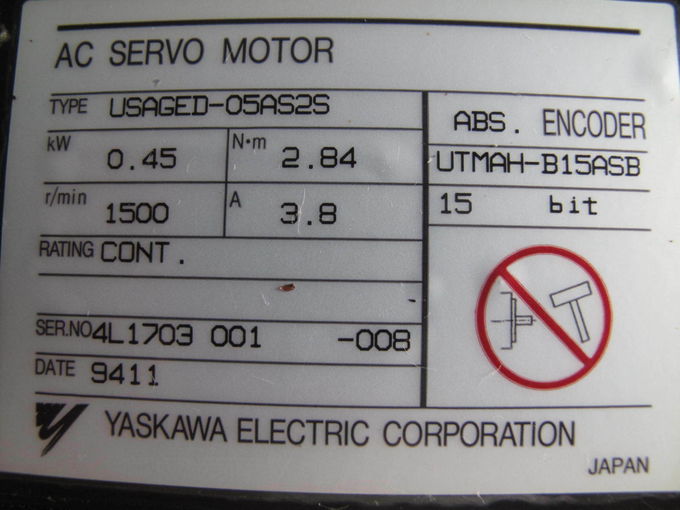 AC SERVO MOTOR
TYPE USAGED-05AS2S
kW 0.45 N·m 2.84
r/min 1500 A 3.8
RATING CONT.
SER.NO 4L1703 001 -008
DATE 9411
ABS. ENCODER
UTMAH-B15ASB
15 bit
YASKAWA ELECTRIC CORPORATION
JAPAN